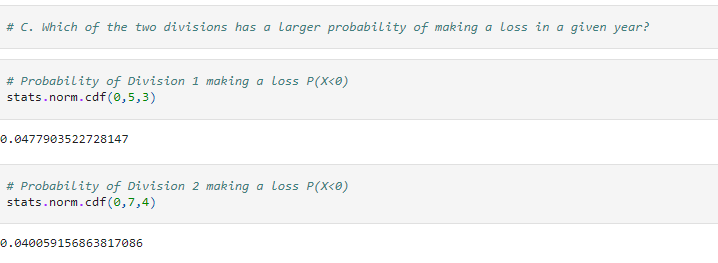 # C. Which of the two divisions has a larger probability of making a loss in a given year?
# Probability of Division 1 making a loss P(X<0)
stats.norm.cdf(0,5,3)
0.0477903522728147
# Probability of Division 2 making a loss P(X<0)
stats.norm.cdf(0,7,4)
0.040059156863817086